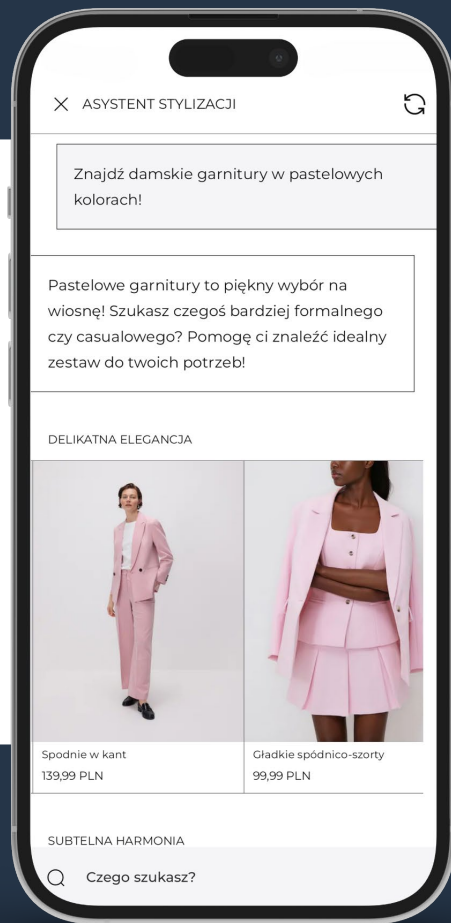 ASYSTENT STYLIZACJI
Znajdź damskie garnitury w pastelowych
kolorach!
Pastelowe garnitury to piękny wybór na
wiosnę! Szukasz czegoś bardziej formalnego
czy casualowego? Pomogę ci znaleźć idealny
zestaw do twoich potrzeb!
DELIKATNA ELEGANCJA
Spodnie w kant
139,99 PLN
Gładkie spódnico-szorty
99,99 PLN
SUBTELNA HARMONIA
Czego szukasz?